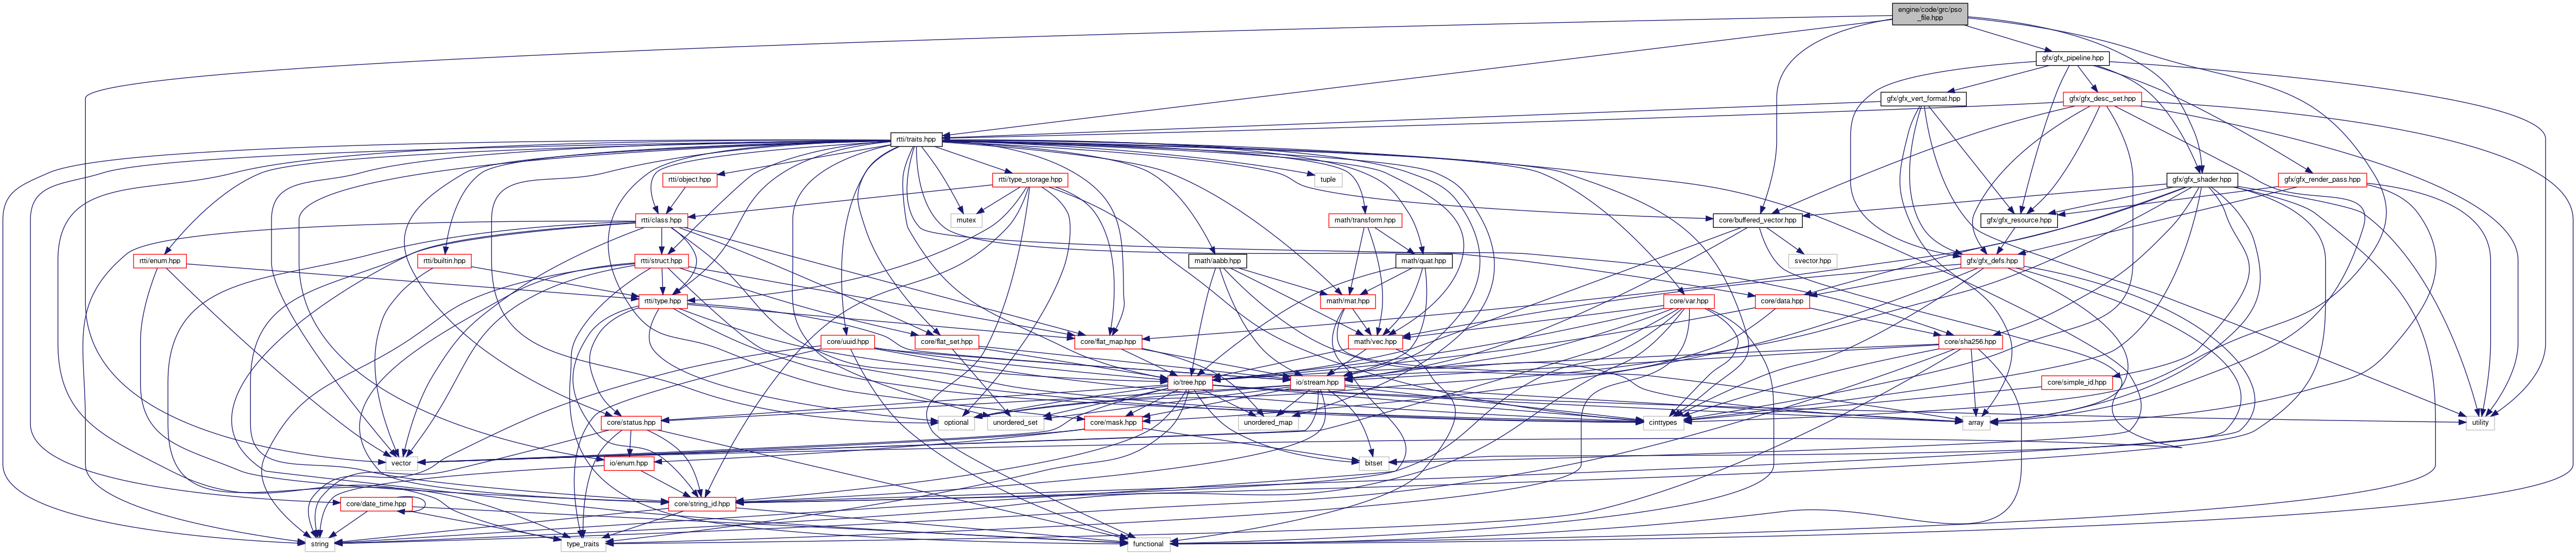 engine/code/grc/pso
_file.hpp
gfx/gfx_pipeline.hpp
gfx/gfx_vert_format.hpp
gfx/gfx_desc_set.hpp
rtti/traits.hpp
rtti/object.hpp
rtti/type_storage.hpp
tuple
gfx/gfx_shader.hpp
gfx/gfx_render_pass.hpp
rtti/class.hpp
mutex
math/transform.hpp
core/buffered_vector.hpp
gfx/gfx_resource.hpp
rtti/enum.hpp
rtti/builtin.hpp
rtti/struct.hpp
math/aabb.hpp
math/quat.hpp
svector.hpp
gfx/gfx_defs.hpp
rtti/type.hpp
math/mat.hpp
core/var.hpp
core/data.hpp
core/uuid.hpp
core/flat_set.hpp
core/flat_map.hpp
math/vec.hpp
core/sha256.hpp
io/tree.hpp
io/stream.hpp
core/simple_id.hpp
core/status.hpp
optional
unordered_set
core/mask.hpp
unordered_map
cinttypes
array
utility
vector
io/enum.hpp
bitset
core/date_time.hpp
core/string_id.hpp
string
type_traits
functional